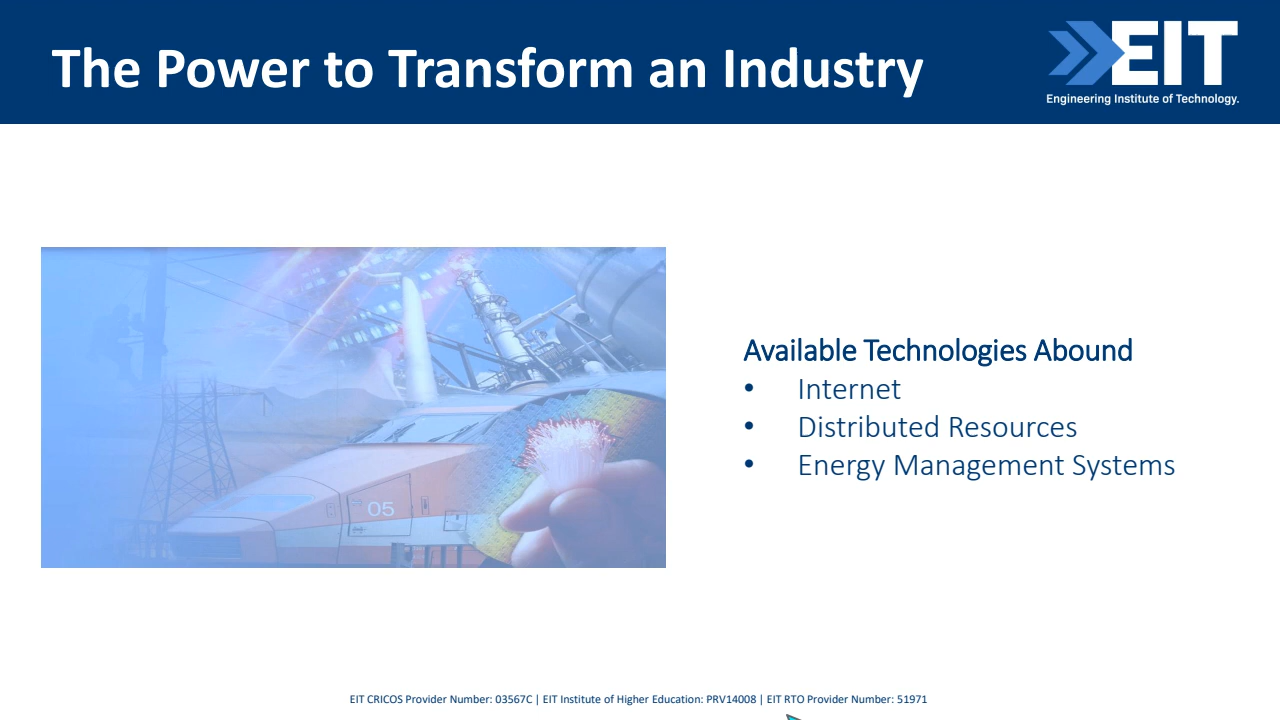 The Power to Transform an Industry
EIT
Engineering Institute of Technology.
05
Available Technologies Abound
• Internet
• Distributed Resources
• Energy Management Systems
EIT CRICOS Provider Number: 03567C | EIT Institute of Higher Education: PRV14008 | EIT RTO Provider Number: 51971